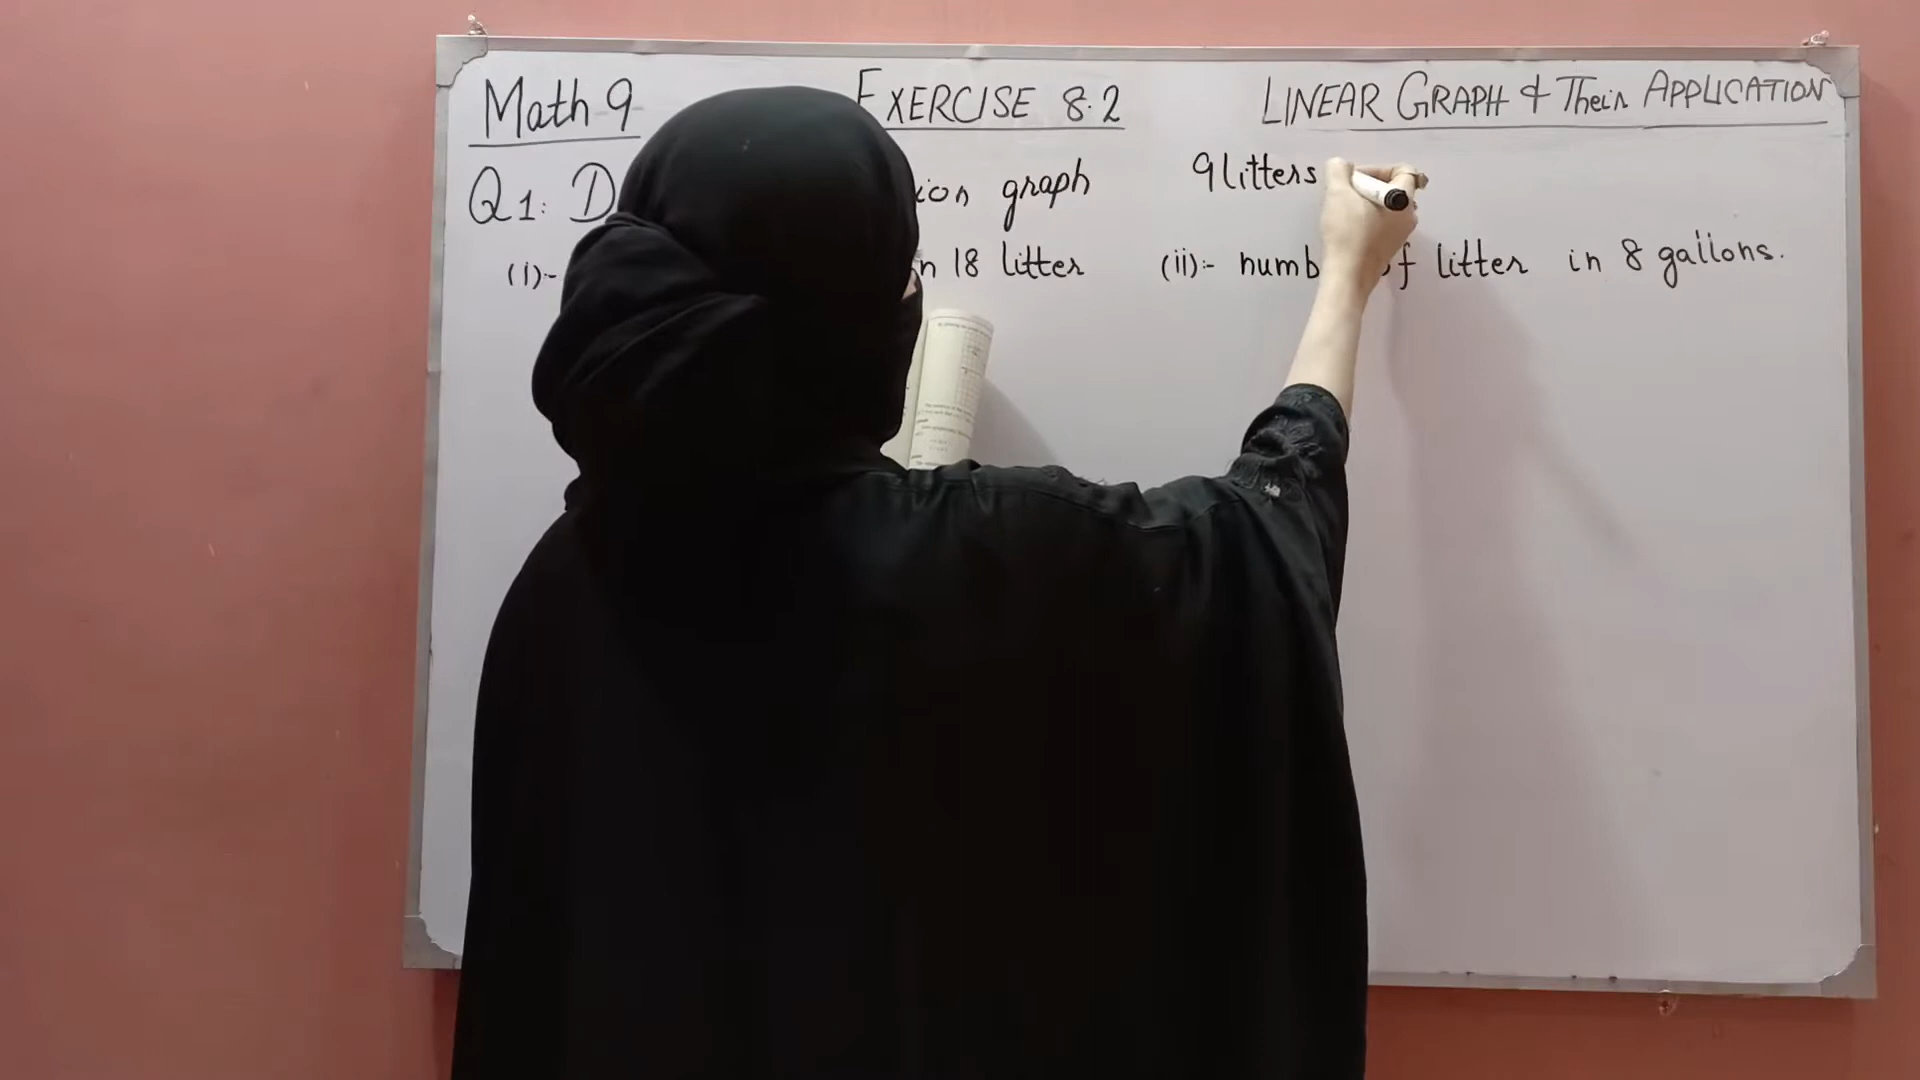 Math 9 EXERCISE 8.2 LINEAR GRAPH & Their APPLICATION
Q1: D ion graph 9 litters
(i):- n 18 litter (ii):- numb f litter in 8 gallons.